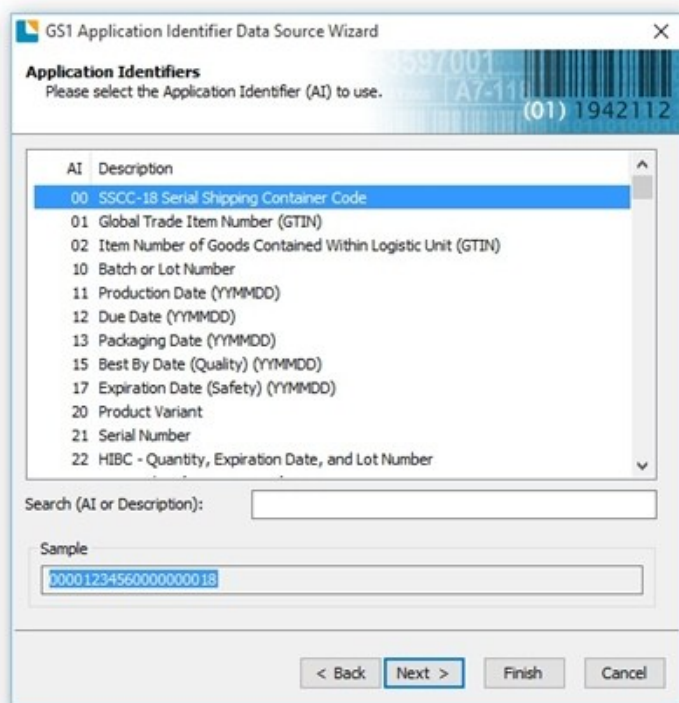 GS1 Application Identifier Data Source Wizard
Application Identifiers
Please select the Application Identifier (AI) to use.
3597001
A7-11
(01) 1942112
AI Description
00 SSCC-18 Serial Shipping Container Code
01 Global Trade Item Number (GTIN)
02 Item Number of Goods Contained Within Logistic Unit (GTIN)
10 Batch or Lot Number
11 Production Date (YYMMDD)
12 Due Date (YYMMDD)
13 Packaging Date (YYMMDD)
15 Best By Date (Quality) (YYMMDD)
17 Expiration Date (Safety) (YYMMDD)
20 Product Variant
21 Serial Number
22 HIBC - Quantity, Expiration Date, and Lot Number
Search (AI or Description):
Sample
00001234560000000018
< Back Next > Finish Cancel